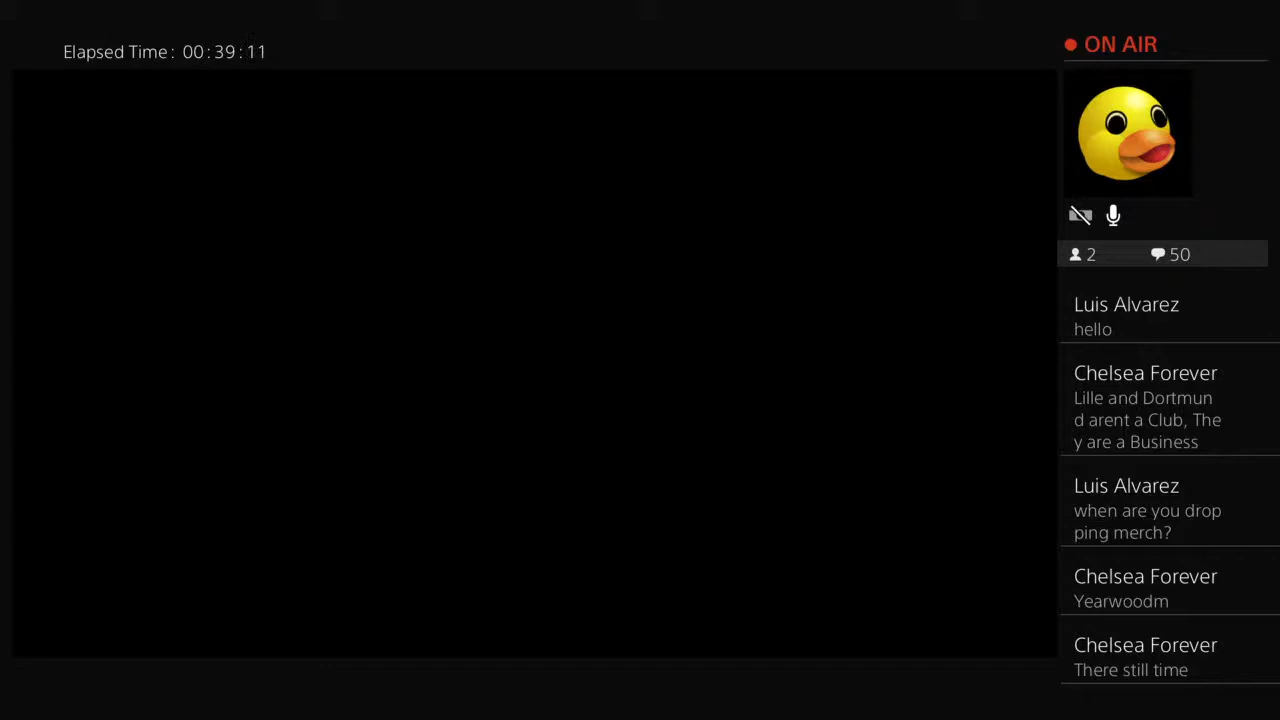 Elapsed Time: 00:39:11
ON AIR
2 50
Luis Alvarez
hello
Chelsea Forever
Lille and Dortmun
d arent a Club, The
y are a Business
Luis Alvarez
when are you drop
ping merch?
Chelsea Forever
Yearwoodm
Chelsea Forever
There still time